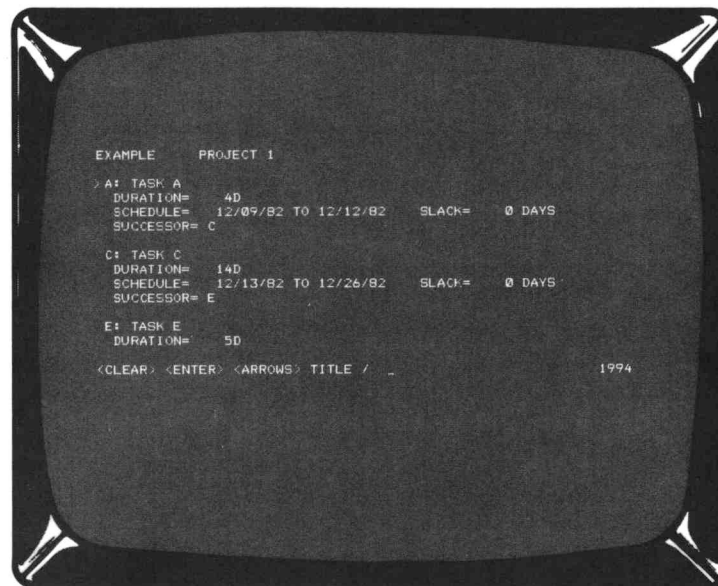 EXAMPLE PROJECT 1
> A: TASK A
DURATION= 4D
SCHEDULE= 12/09/82 TO 12/12/82 SLACK= 0 DAYS
SUCCESSOR= C
C: TASK C
DURATION= 14D
SCHEDULE= 12/13/82 TO 12/26/82 SLACK= 0 DAYS
SUCCESSOR= E
E: TASK E
DURATION= 5D
<CLEAR> <ENTER> <ARROWS> TITLE / _ 1994